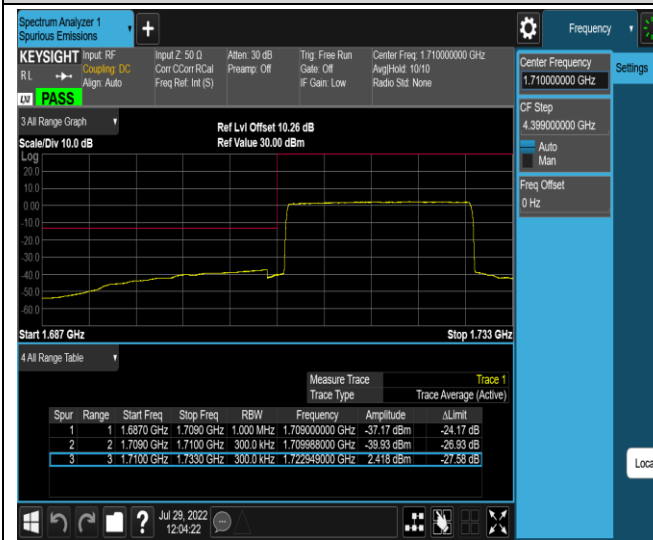 Spectrum Analyzer 1
Spurious Emissions
Frequency
KEYSIGHT Input: RF Input Z: 50 Ω Atten: 30 dB Trig: Free Run Center Freq: 1.710000000 GHz
RL Coupling: DC Corr CCorr RCal Preamp: Off Gate: Off Avg|Hold: 10/10
Align: Auto Freq Ref: Int (S) IF Gain: Low Radio Std: None
LXI PASS
Center Frequency
1.710000000 GHz
Settings
CF Step
4.399000000 GHz
Auto
Man
Freq Offset
0 Hz
3 All Range Graph
Ref Lvl Offset 10.26 dB
Scale/Div 10.0 dB Ref Value 30.00 dBm
Log
20.0
10.0
0.00
-10.0
-20.0
-30.0
-40.0
-50.0
-60.0
Start 1.687 GHz Stop 1.733 GHz
4 All Range Table
Measure Trace Trace 1
Trace Type Trace Average (Active)
Spur Range Start Freq Stop Freq RBW Frequency Amplitude ΔLimit
1 1 1.6870 GHz 1.7090 GHz 1.000 MHz 1.709000000 GHz -37.17 dBm -24.17 dB
2 2 1.7090 GHz 1.7100 GHz 300.0 kHz 1.709988000 GHz -39.93 dBm -26.93 dB
3 3 1.7100 GHz 1.7330 GHz 300.0 kHz 1.722949000 GHz 2.418 dBm -27.58 dB
Loca
Jul 29, 2022
12:04:22